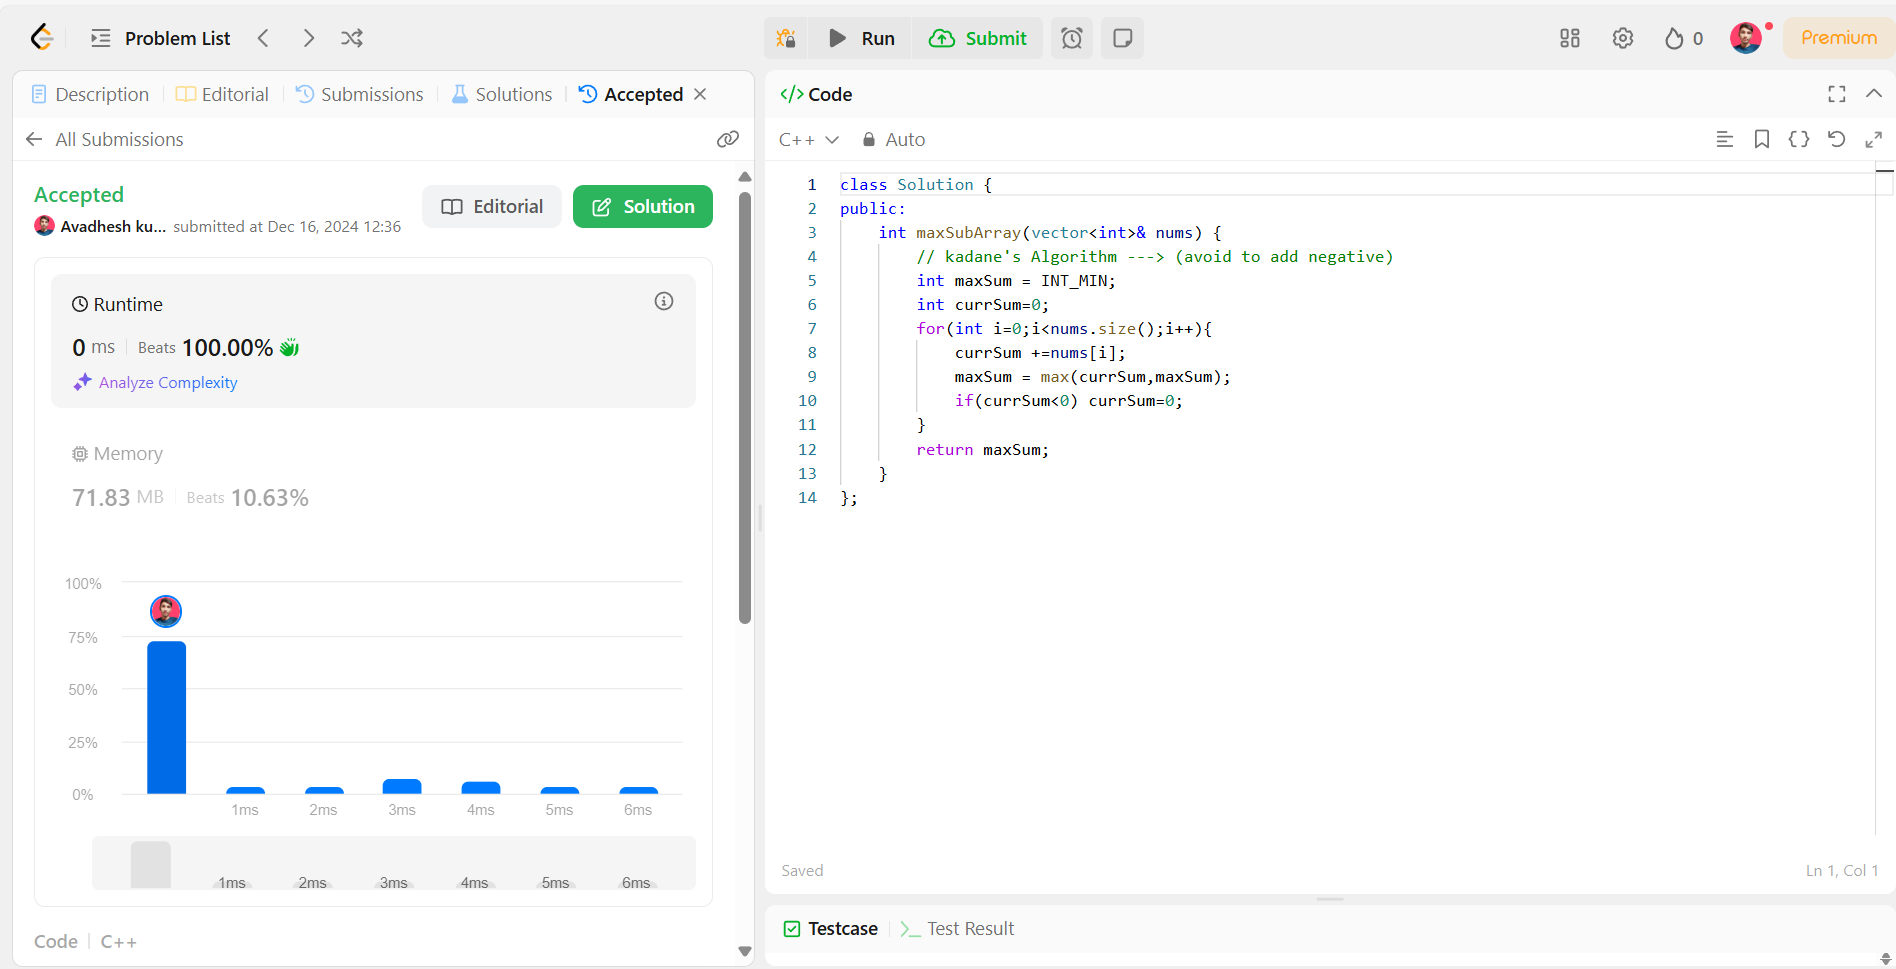 Problem List
Run
Submit
0
Premium
Description
Editorial
Submissions
Solutions
Accepted
All Submissions
Accepted
Avadhesh ku... submitted at Dec 16, 2024 12:36
Editorial
Solution
Runtime
0 ms
Beats 100.00%
Analyze Complexity
Memory
71.83 MB
Beats 10.63%
100%
75%
50%
25%
0%
1ms 2ms 3ms 4ms 5ms 6ms
1ms 2ms 3ms 4ms 5ms 6ms
Code | C++
</> Code
C++
Auto
1 class Solution {
2 public:
3     int maxSubArray(vector<int>& nums) {
4         // kadane's Algorithm ---> (avoid to add negative)
5         int maxSum = INT_MIN;
6         int currSum=0;
7         for(int i=0;i<nums.size();i++){
8             currSum +=nums[i];
9             maxSum = max(currSum,maxSum);
10             if(currSum<0) currSum=0;
11         }
12         return maxSum;
13     }
14 };
Saved
Ln 1, Col 1
Testcase
Test Result